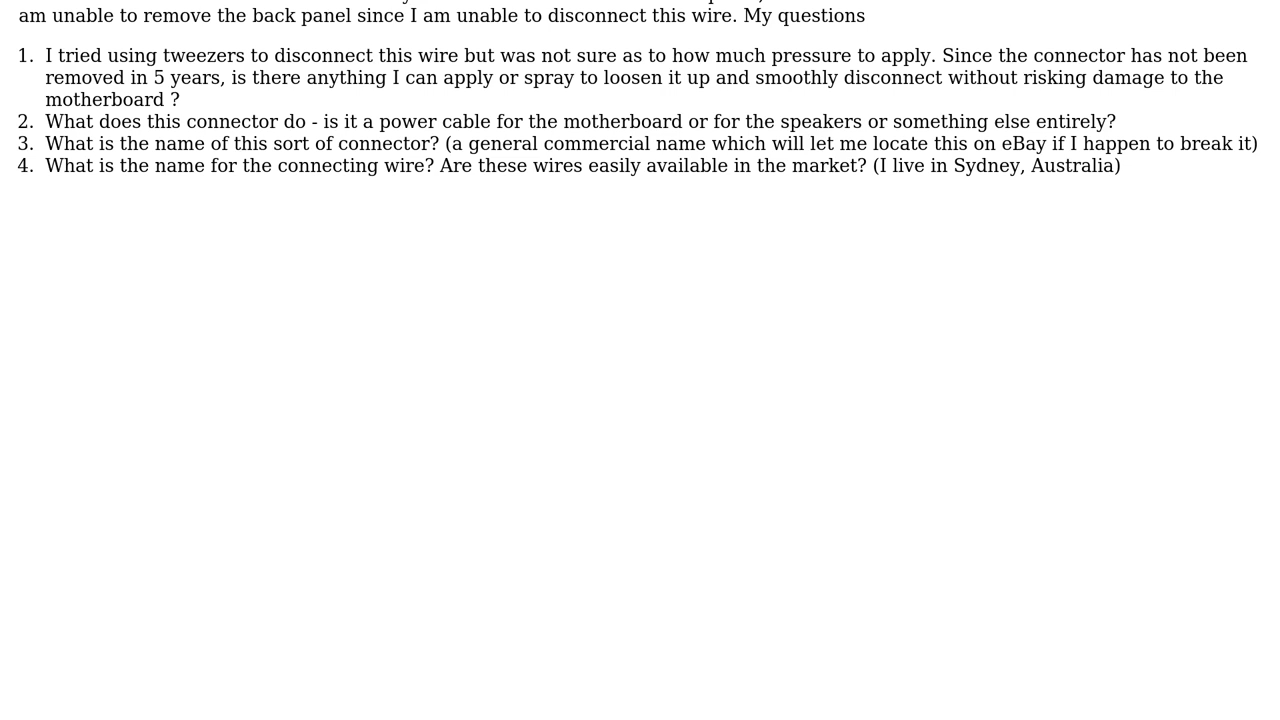 am unable to remove the back panel since I am unable to disconnect this wire. My questions
1. I tried using tweezers to disconnect this wire but was not sure as to how much pressure to apply. Since the connector has not been
removed in 5 years, is there anything I can apply or spray to loosen it up and smoothly disconnect without risking damage to the
motherboard ?
2. What does this connector do - is it a power cable for the motherboard or for the speakers or something else entirely?
3. What is the name of this sort of connector? (a general commercial name which will let me locate this on eBay if I happen to break it)
4. What is the name for the connecting wire? Are these wires easily available in the market? (I live in Sydney, Australia)